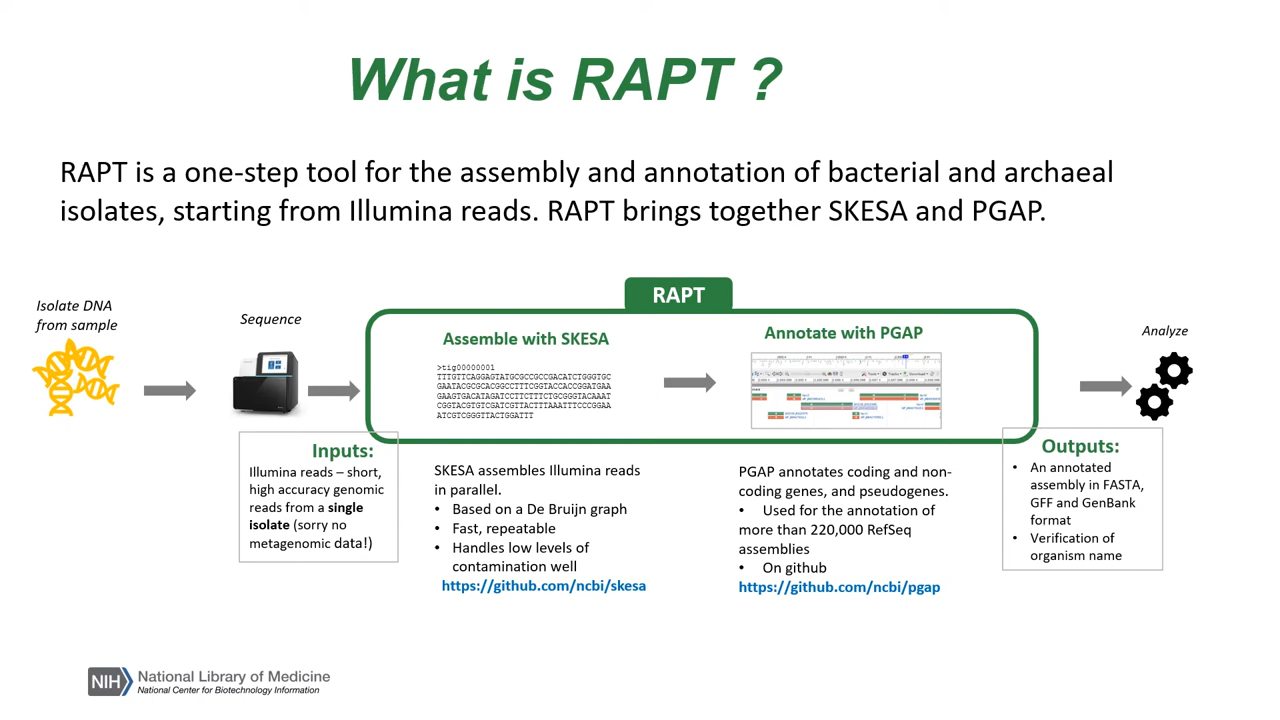 What is RAPT ?
RAPT is a one-step tool for the assembly and annotation of bacterial and archaeal
isolates, starting from Illumina reads. RAPT brings together SKESA and PGAP.
Isolate DNA
from sample
Sequence
RAPT
Assemble with SKESA
>tig00000001
TTTGTTCAGGAGTATGCGCCGCCGACATCTGGGTGC
GAATACGCGCACGGCCTTTCGGTACCACCGGATGAA
GAAGTGACATAGATCCTTCTTTCTGCGGGTACAAAT
CGGTACGTGTCGATCGTTACTTTAAATTTCCCGGAA
ATCGTCGGGTTACTGGATTT
Annotate with PGAP
Analyze
Inputs:
Illumina reads – short,
high accuracy genomic
reads from a single
isolate (sorry no
metagenomic data!)
SKESA assembles Illumina reads
in parallel.
• Based on a De Bruijn graph
• Fast, repeatable
• Handles low levels of
contamination well
https://github.com/ncbi/skesa
PGAP annotates coding and non-
coding genes, and pseudogenes.
• Used for the annotation of
more than 220,000 RefSeq
assemblies
• On github
https://github.com/ncbi/pgap
Outputs:
• An annotated
assembly in FASTA,
GFF and GenBank
format
• Verification of
organism name
NIH National Library of Medicine
National Center for Biotechnology Information